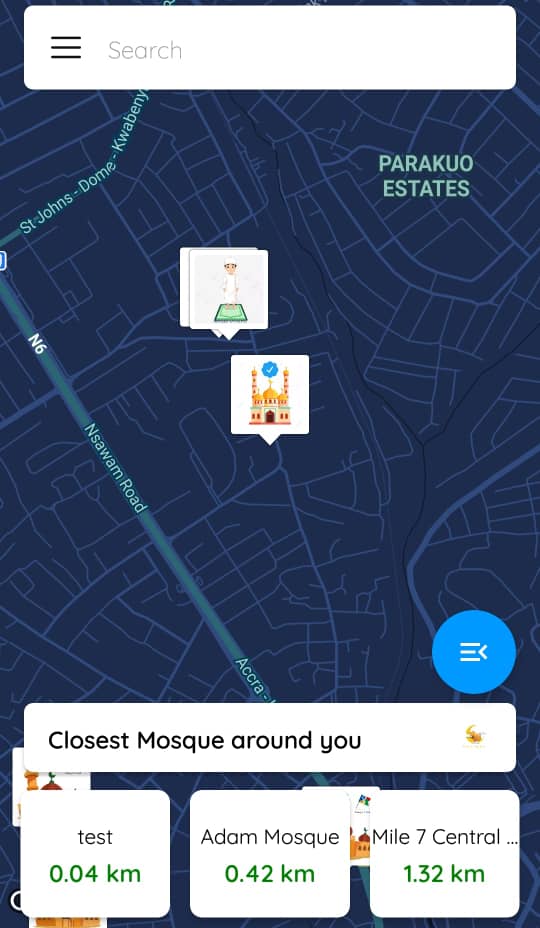 Search
St Johns - Dome - Kwabeny
PARAKUO
ESTATES
N6
Nsawam Road
Accra -
Closest Mosque around you
test
Adam Mosque
Mile 7 Central ...
0.04 km
0.42 km
1.32 km